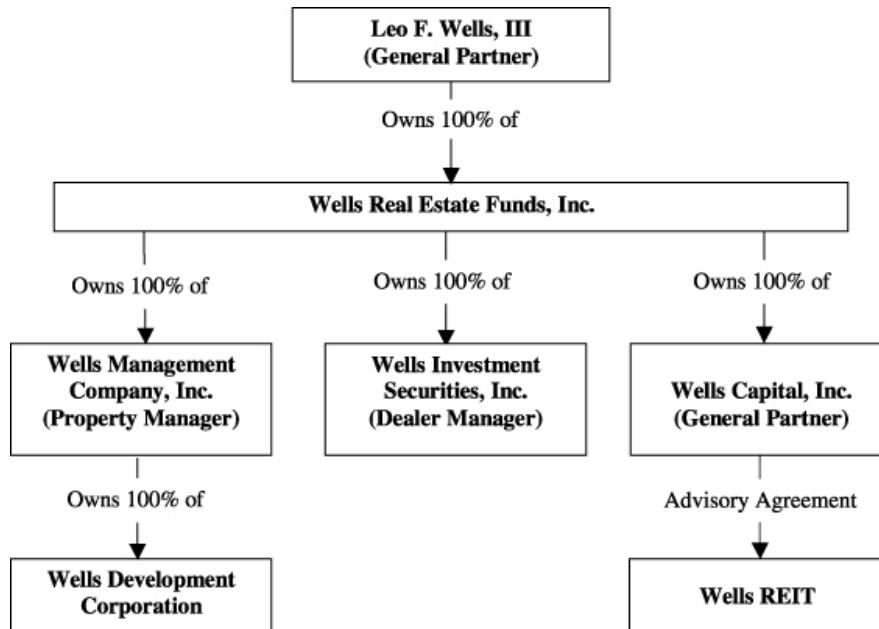 Leo F. Wells, III
(General Partner)
Owns 100% of
Wells Real Estate Funds, Inc.
Owns 100% of
Owns 100% of
Owns 100% of
Wells Management
Company, Inc.
(Property Manager)
Wells Investment
Securities, Inc.
(Dealer Manager)
Wells Capital, Inc.
(General Partner)
Owns 100% of
Advisory Agreement
Wells Development
Corporation
Wells REIT